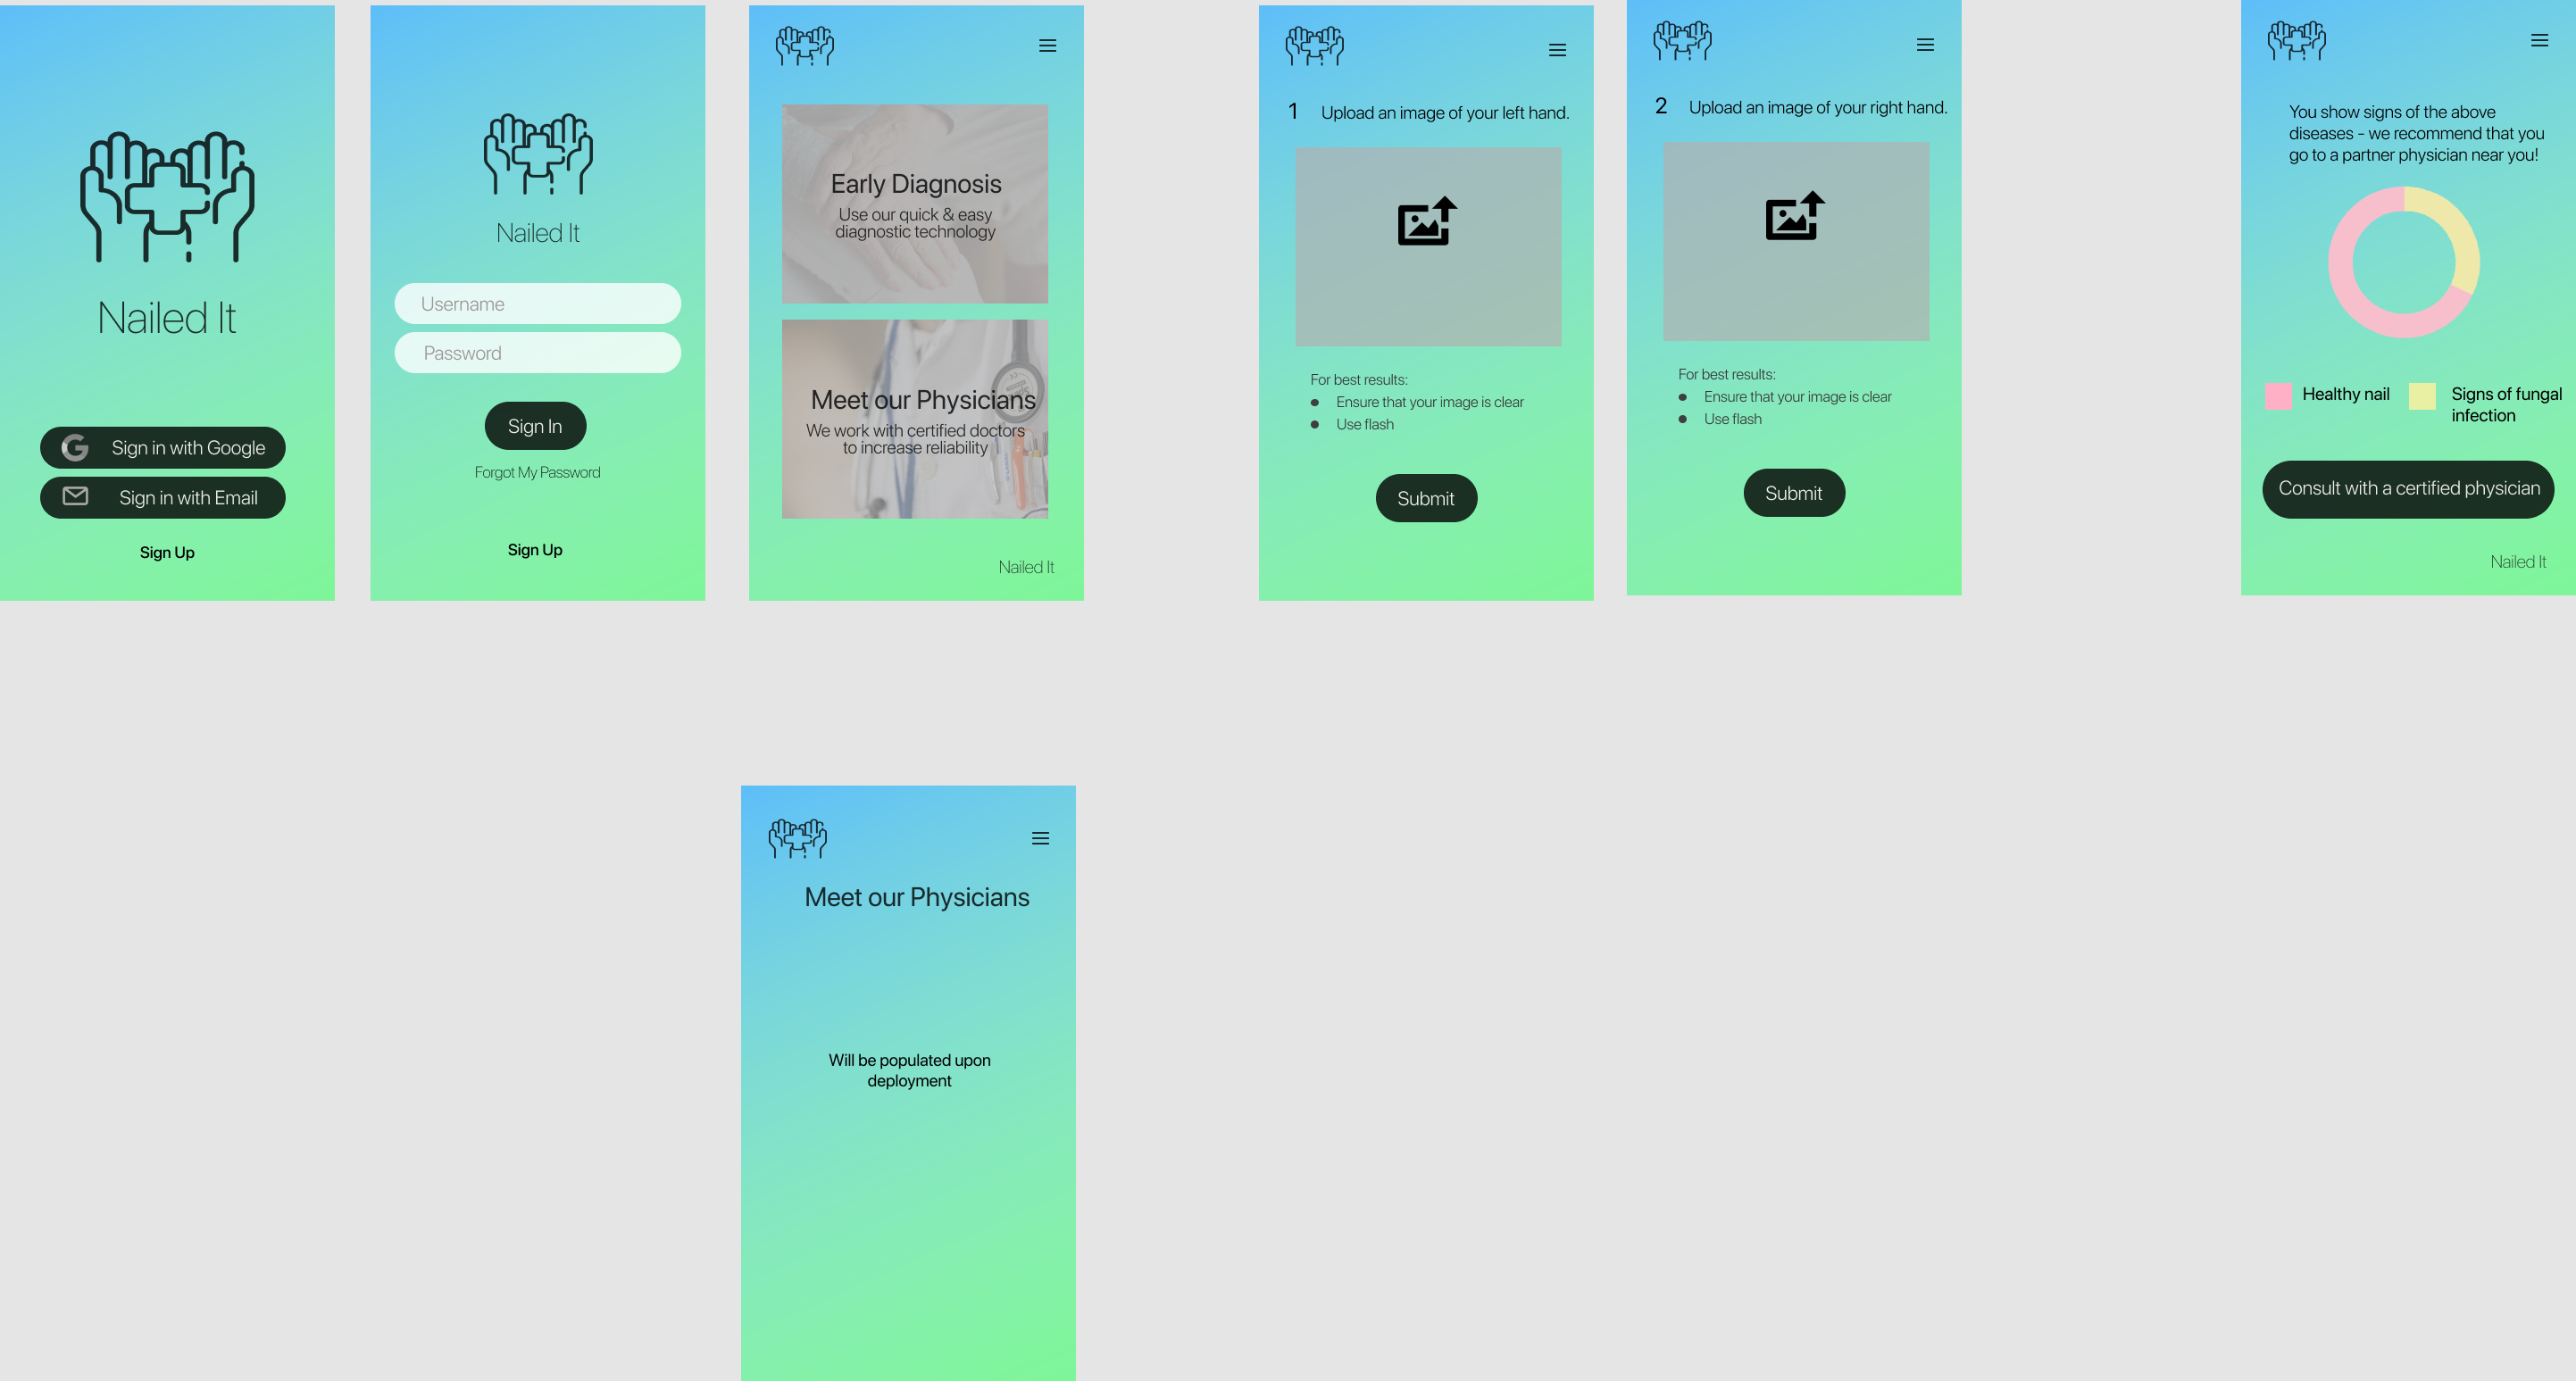 Nailed It
Sign in with Google
Sign in with Email
Sign Up
Nailed It
Username
Password
Sign In
Forgot My Password
Sign Up
Early Diagnosis
Use our quick & easy
diagnostic technology
Meet our Physicians
We work with certified doctors
to increase reliability
Nailed It
1 Upload an image of your left hand.
For best results:
Ensure that your image is clear
Use flash
Submit
2 Upload an image of your right hand.
For best results:
Ensure that your image is clear
Use flash
Submit
You show signs of the above
diseases - we recommend that you
go to a partner physician near you!
Healthy nail
Signs of fungal
infection
Consult with a certified physician
Nailed It
Meet our Physicians
Will be populated upon
deployment